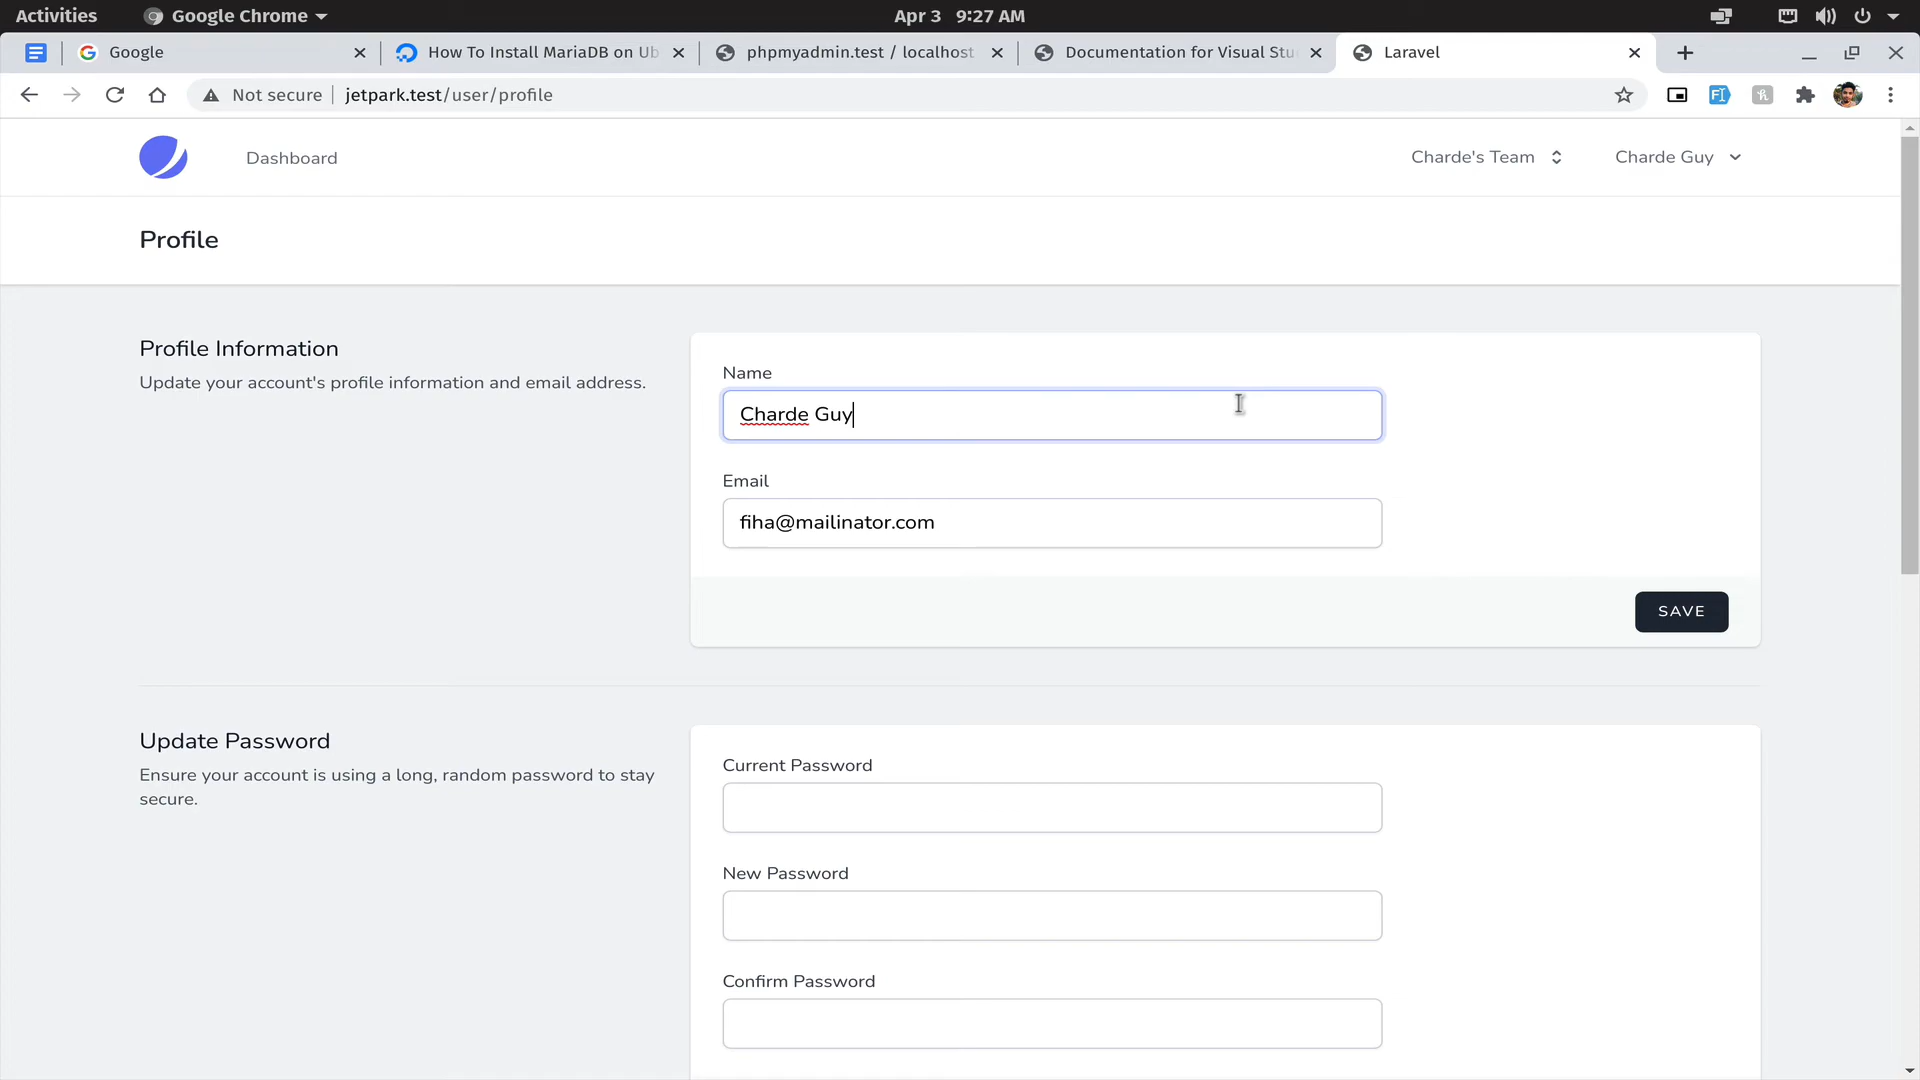 Activities
Google Chrome
Apr 3 9:27 AM
Google
How To Install MariaDB on Ub
phpmyadmin.test / localhost
Documentation for Visual Stu
Laravel
Not secure
jetpark.test/user/profile
Dashboard
Charde's Team
Charde Guy
Profile
Profile Information
Update your account's profile information and email address.
Name
Charde Guy
Email
fiha@mailinator.com
SAVE
Update Password
Ensure your account is using a long, random password to stay
secure.
Current Password
New Password
Confirm Password